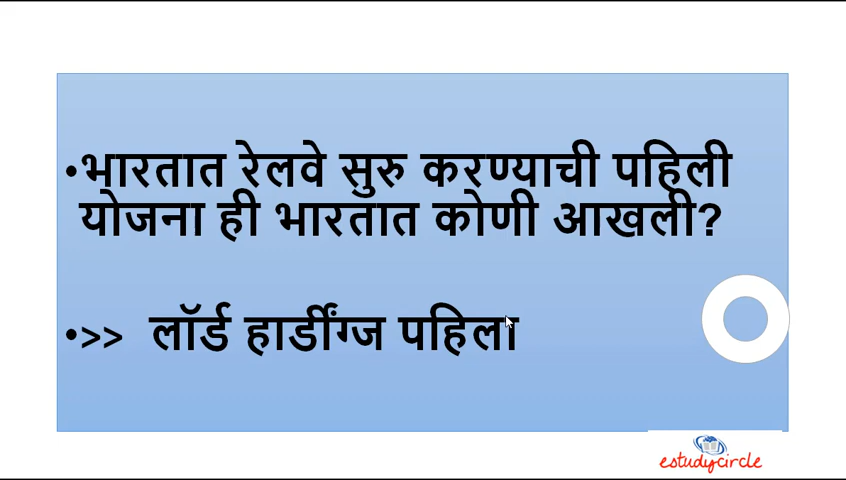 •भारतात रेलवे सुरु करण्याची पहिली
योजना ही भारतात कोणी आखली?
•>> लॉर्ड हार्डींग्ज पहिला
estudycircle